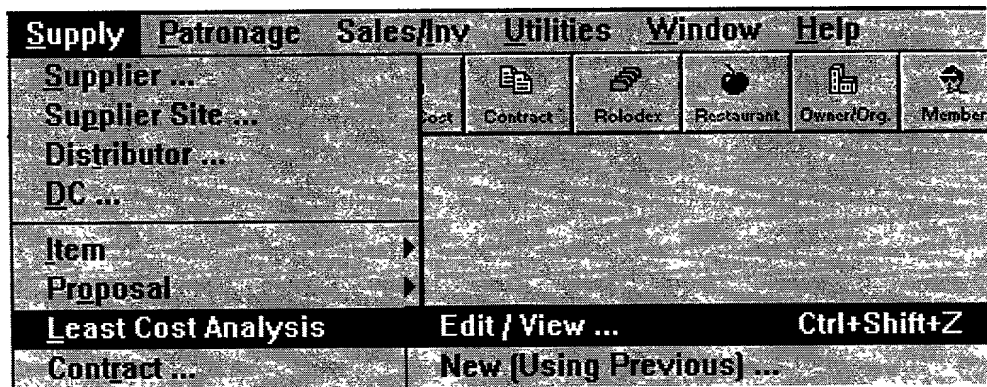 Supply Patronage Sales/Inv Utilities Window Help
Supplier ...
Supplier Site ...
Distributor ...
DC ...
Item
Proposal
Least Cost Analysis
Contract ...
Cost Contract Rolodex Restaurant Owner/Org. Member
Edit / View ... Ctrl+Shift+Z
New (Using Previous) ...